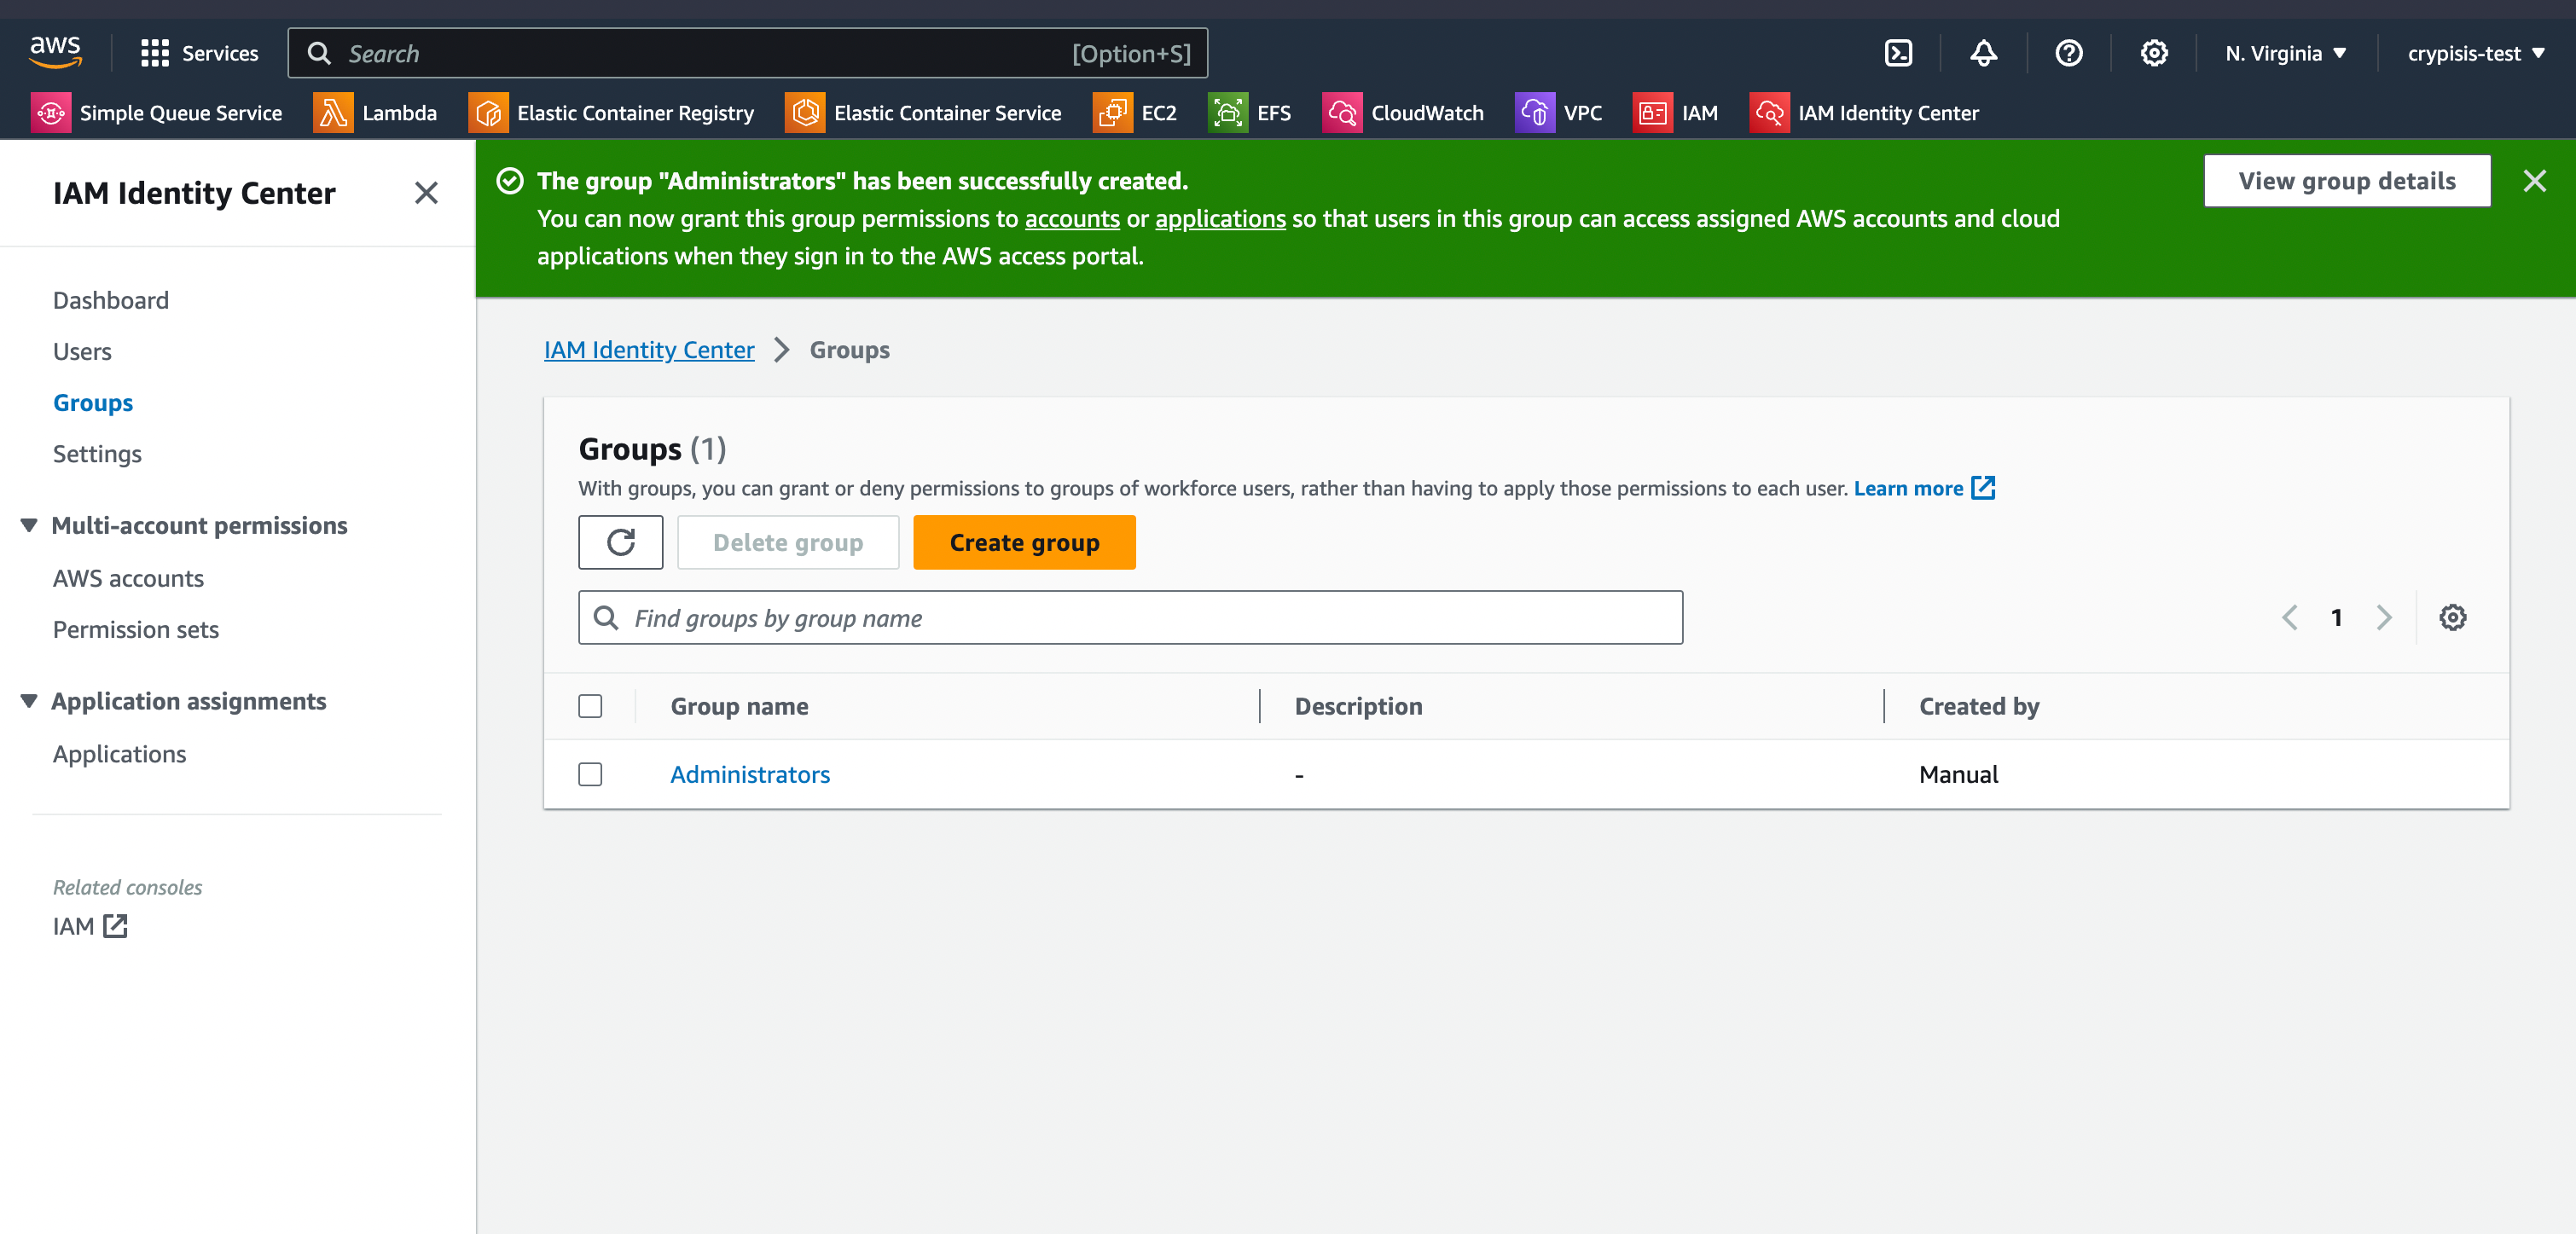 aws
Services
Search
[Option+S]
N. Virginia
crypisis-test
Simple Queue Service
Lambda
Elastic Container Registry
Elastic Container Service
EC2
EFS
CloudWatch
VPC
IAM
IAM Identity Center
IAM Identity Center
Dashboard
Users
Groups
Settings
Multi-account permissions
AWS accounts
Permission sets
Application assignments
Applications
Related consoles
IAM
The group "Administrators" has been successfully created.
You can now grant this group permissions to accounts or applications so that users in this group can access assigned AWS accounts and cloud
applications when they sign in to the AWS access portal.
View group details
IAM Identity Center > Groups
Groups (1)
With groups, you can grant or deny permissions to groups of workforce users, rather than having to apply those permissions to each user. Learn more
Delete group
Create group
Find groups by group name
1
Group name
Description
Created by
Administrators
-
Manual